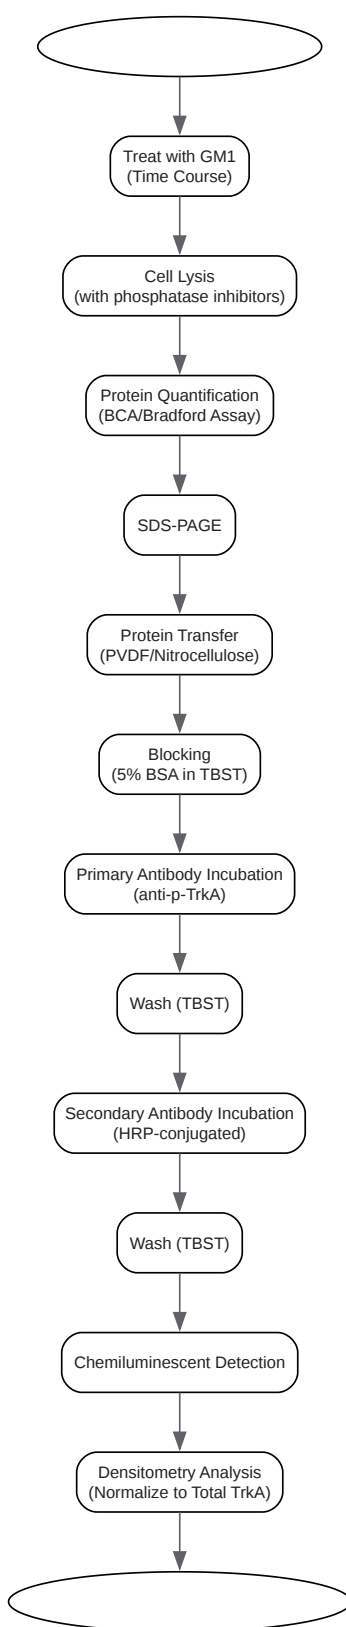 Treat with GM1
(Time Course)
Cell Lysis
(with phosphatase inhibitors)
Protein Quantification
(BCA/Bradford Assay)
SDS-PAGE
Protein Transfer
(PVDF/Nitrocellulose)
Blocking
(5% BSA in TBST)
Primary Antibody Incubation
(anti-p-TrkA)
Wash (TBST)
Secondary Antibody Incubation
(HRP-conjugated)
Wash (TBST)
Chemiluminescent Detection
Densitometry Analysis
(Normalize to Total TrkA)